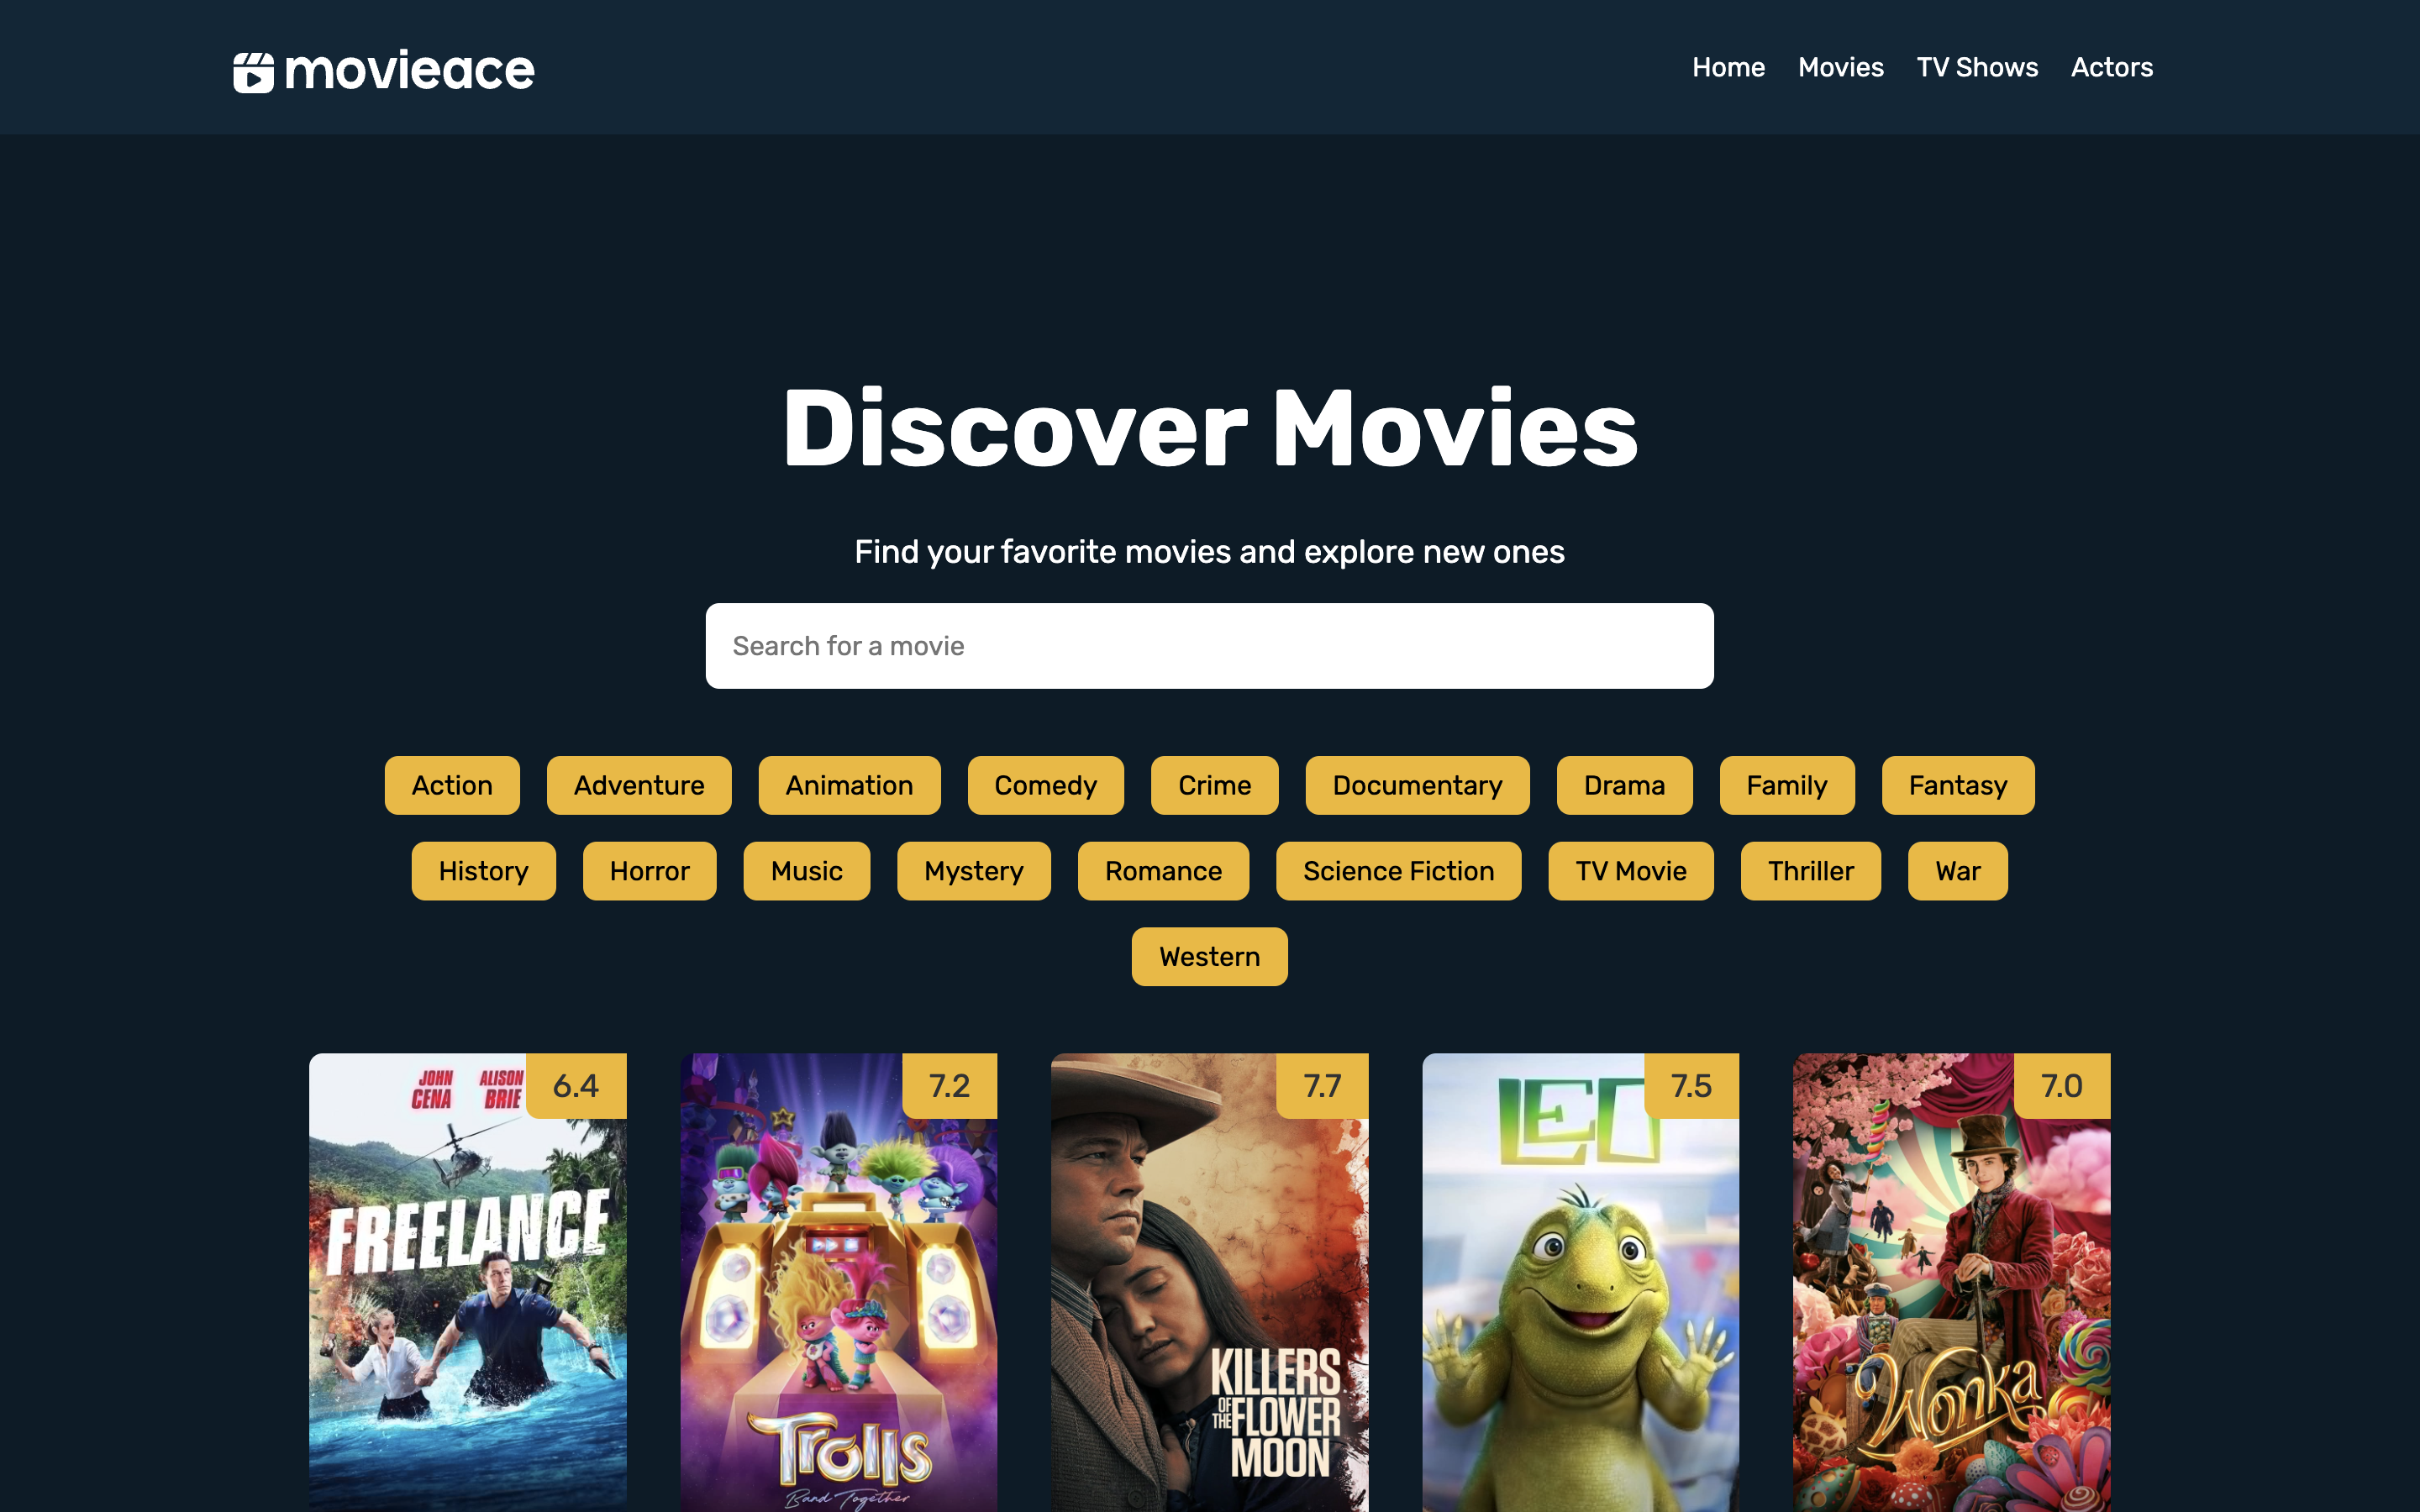 movieace
Home Movies TV Shows Actors
Discover Movies
Find your favorite movies and explore new ones
Search for a movie
Action Adventure Animation Comedy Crime Documentary Drama Family Fantasy
History Horror Music Mystery Romance Science Fiction TV Movie Thriller War
Western
JOHN CENA
ALISON BRIE
6.4
FREELANCE
7.2
Trolls
Band Together
7.7
KILLERS
OF THE FLOWER
MOON
LEO
7.5
7.0
Wonka